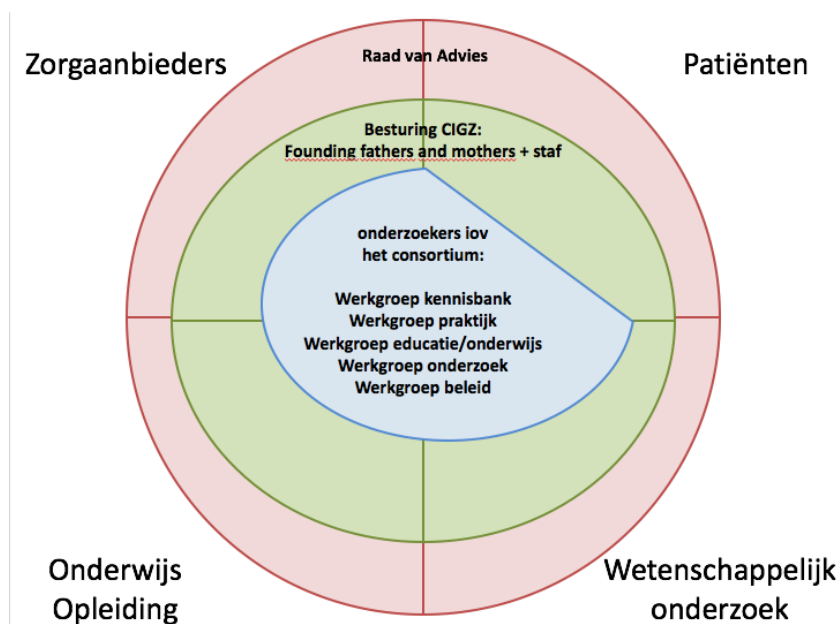 Zorgaanbieders
Raad van Advies
Patiënten
Besturing CIGZ:
Founding fathers and mothers + staf
onderzoekers iov
het consortium:
Werkgroep kennisbank
Werkgroep praktijk
Werkgroep educatie/onderwijs
Werkgroep onderzoek
Werkgroep beleid
Onderwijs
Opleiding
Wetenschappelijk
onderzoek